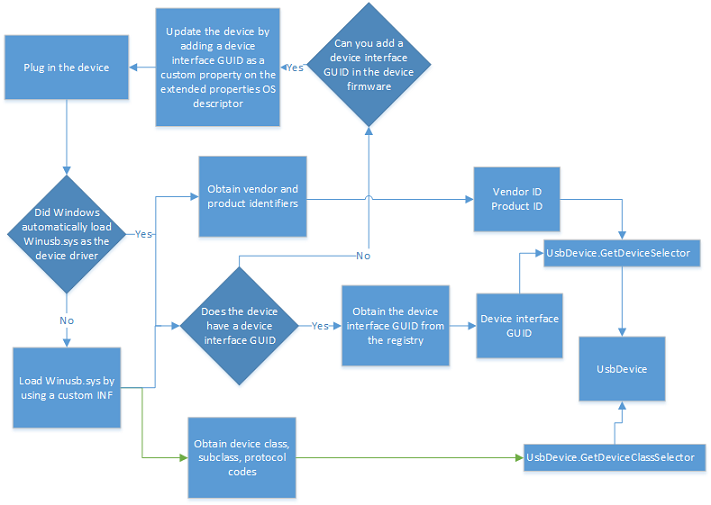 Plug in the device
Update the device by
adding a device
interface GUID as a
custom property on the
extended properties OS
descriptor
Yes
Can you add a
device interface
GUID in the device
firmware
Did Windows
automatically load
Winusb.sys as the
device driver
Yes
No
Obtain vendor and
product identifiers
Vendor ID
Product ID
UsbDevice.GetDeviceSelector
No
Does the device
have a device
interface GUID
Yes
Obtain the device
interface GUID from
the registry
Device interface
GUID
UsbDevice
Load Winusb.sys by
using a custom INF
Obtain device class,
subclass, protocol
codes
UsbDevice.GetDeviceClassSelector